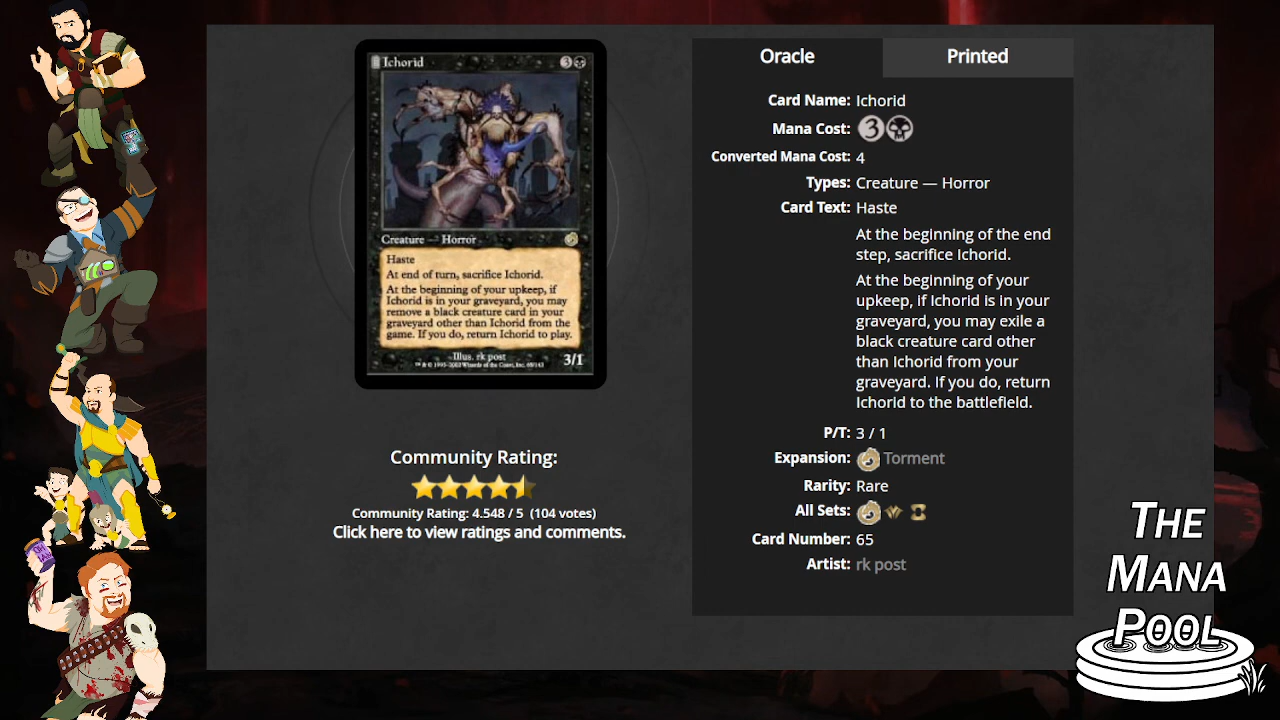 Ichorid
3
Creature — Horror
Haste
At end of turn, sacrifice Ichorid.
At the beginning of your upkeep, if
Ichorid is in your graveyard, you may
remove a black creature card in your
graveyard other than Ichorid from the
game. If you do, return Ichorid to play.
Illus. rk post
3/1
Community Rating:
Community Rating: 4.548 / 5 (104 votes)
Click here to view ratings and comments.
Oracle
Printed
Card Name: Ichorid
Mana Cost: 3
Converted Mana Cost: 4
Types: Creature — Horror
Card Text: Haste
At the beginning of the end
step, sacrifice Ichorid.
At the beginning of your
upkeep, if Ichorid is in your
graveyard, you may exile a
black creature card other
than Ichorid from your
graveyard. If you do, return
Ichorid to the battlefield.
P/T: 3 / 1
Expansion: Torment
Rarity: Rare
All Sets:
Card Number: 65
Artist: rk post
THE
MANA
POOL